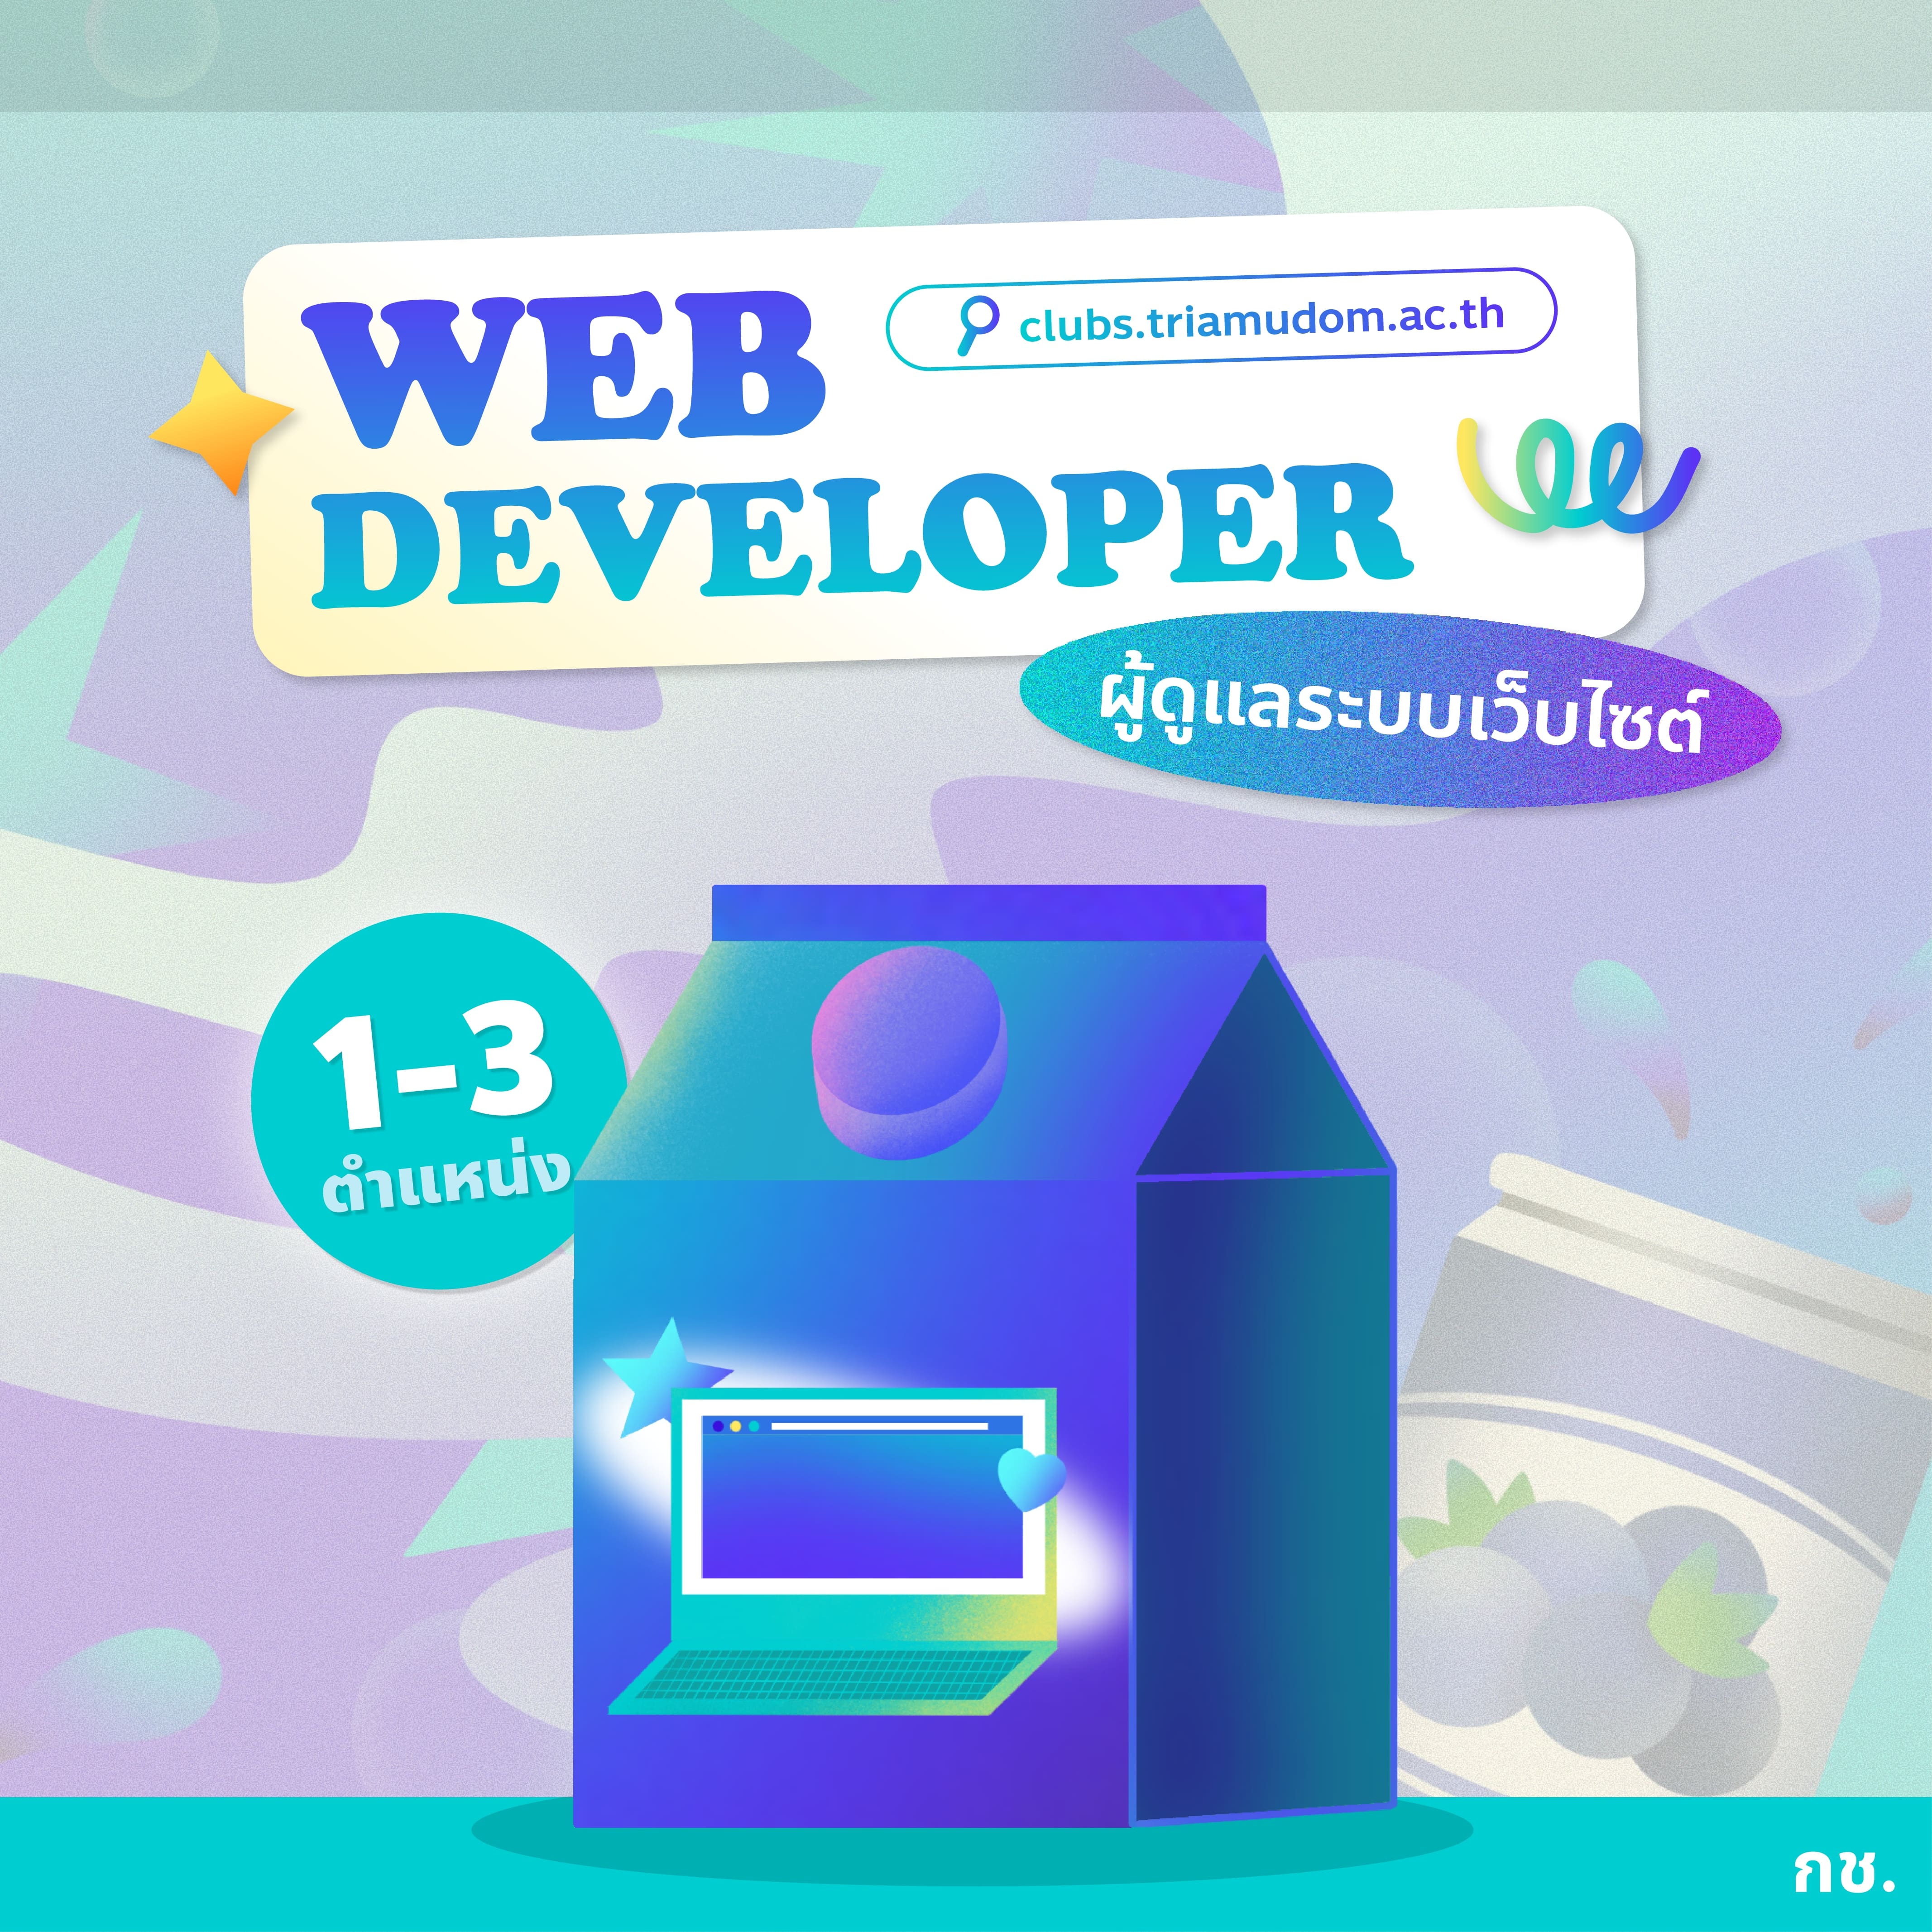 WEB
clubs.triamudom.ac.th
DEVELOPER
ผู้ดูแลระบบเว็บไซต์
1-3
ตำแหน่ง
กช.